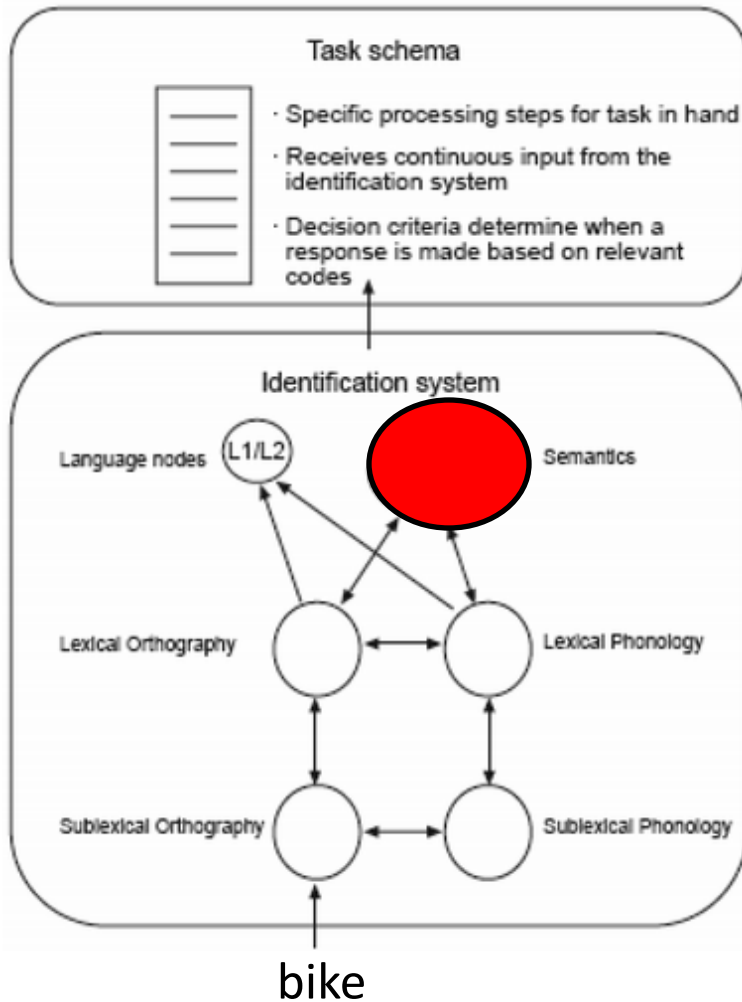 Task schema
· Specific processing steps for task in hand
· Receives continuous input from the
identification system
· Decision criteria determine when a
response is made based on relevant
codes
Identification system
Language nodes
L1/L2
Semantics
Lexical Orthography
Lexical Phonology
Sublexical Orthography
Sublexical Phonology
bike